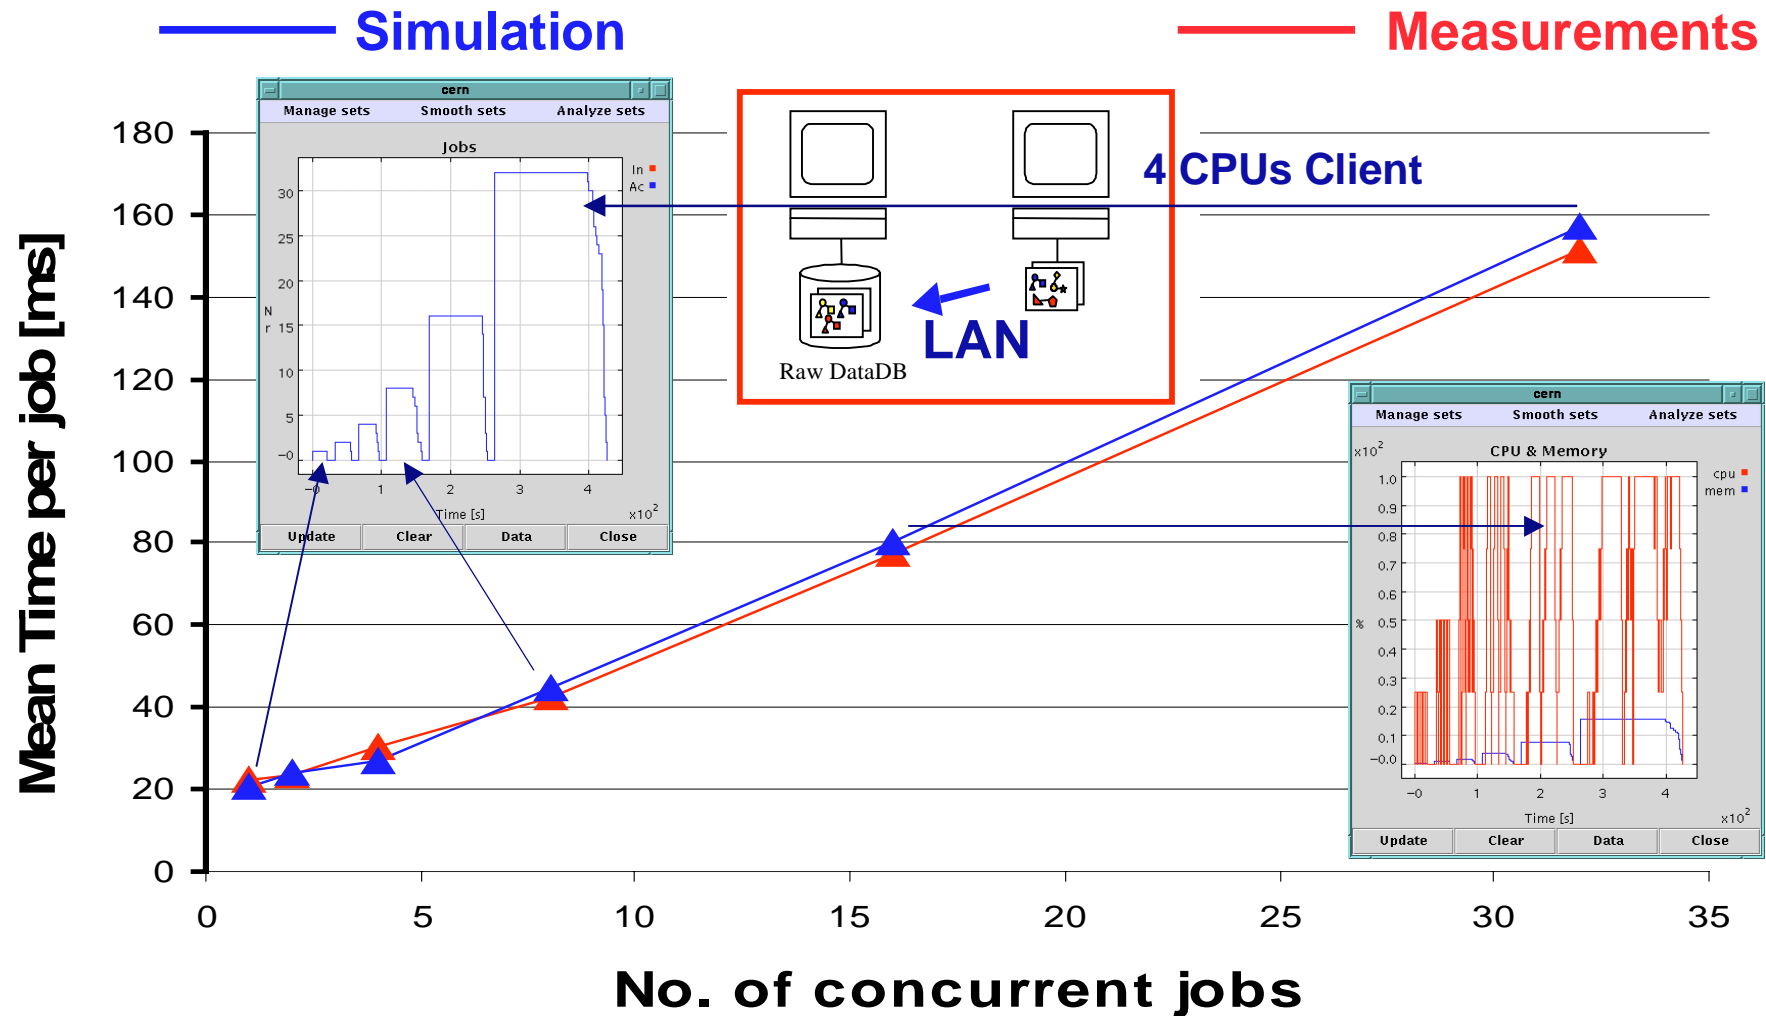 Simulation
Measurements
Mean Time per job [ms]
180
160
140
120
100
80
60
40
20
0
cern
Manage sets Smooth sets Analyze sets
Jobs
In
Ac
30
25
20
N
r
15
10
5
−0
−0 1 2 3 4
Time [s]
x10²
Update Clear Data Close
4 CPUs Client
LAN
Raw DataDB
cern
Manage sets Smooth sets Analyze sets
x10²
CPU & Memory
cpu
mem
1.0
0.9
0.8
0.7
0.6
% 0.5
0.4
0.3
0.2
0.1
−0.0
−0 1 2 3 4
Time [s]
x10²
Update Clear Data Close
0 5 10 15 20 25 30 35
No. of concurrent jobs